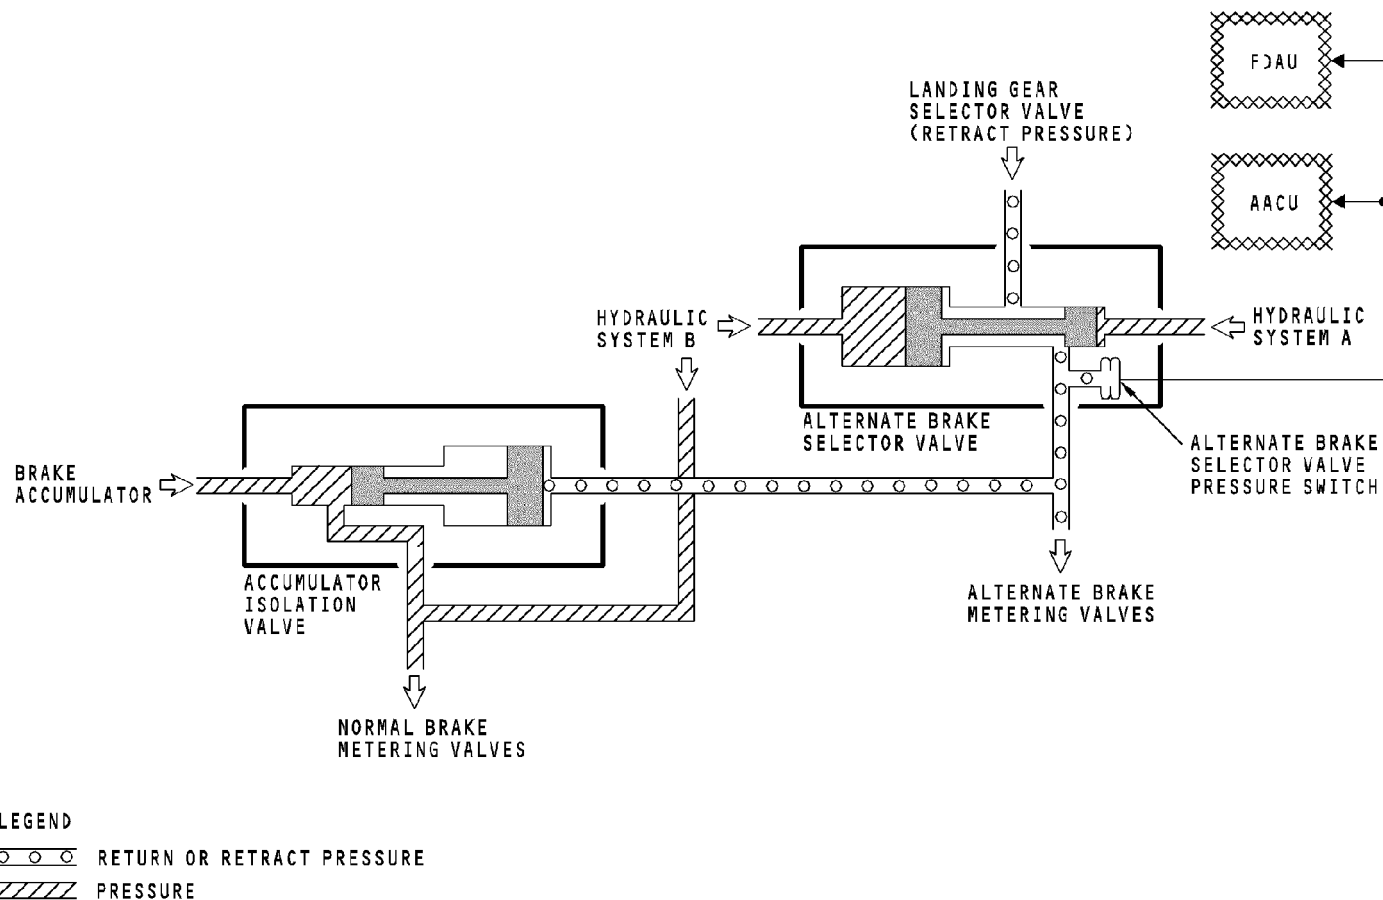 FDAU
LANDING GEAR
SELECTOR VALVE
(RETRACT PRESSURE)
AACU
HYDRAULIC
SYSTEM B
HYDRAULIC
SYSTEM A
ALTERNATE BRAKE
SELECTOR VALVE
ALTERNATE BRAKE
SELECTOR VALVE
PRESSURE SWITCH
BRAKE
ACCUMULATOR
ACCUMULATOR
ISOLATION
VALVE
ALTERNATE BRAKE
METERING VALVES
NORMAL BRAKE
METERING VALVES
LEGEND
RETURN OR RETRACT PRESSURE
PRESSURE